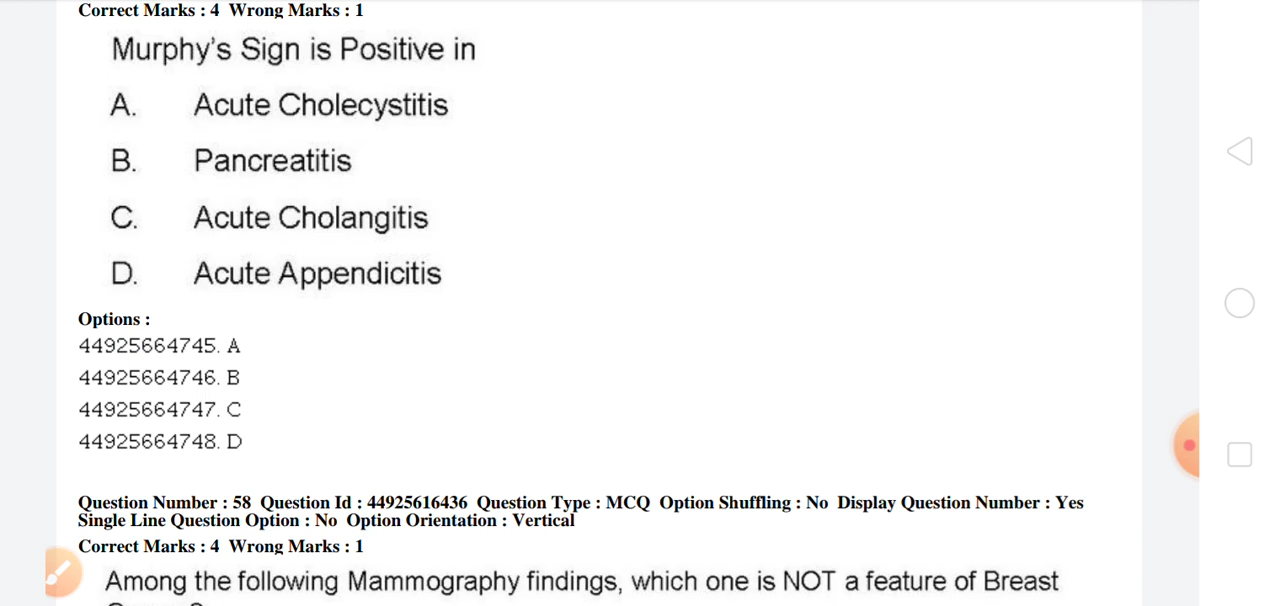 Correct Marks : 4 Wrong Marks : 1
Murphy's Sign is Positive in
A. Acute Cholecystitis
B. Pancreatitis
C. Acute Cholangitis
D. Acute Appendicitis
Options :
44925664745. A
44925664746. B
44925664747. C
44925664748. D
Question Number : 58 Question Id : 44925616436 Question Type : MCQ Option Shuffling : No Display Question Number : Yes
Single Line Question Option : No Option Orientation : Vertical
Correct Marks : 4 Wrong Marks : 1
Among the following Mammography findings, which one is NOT a feature of Breast